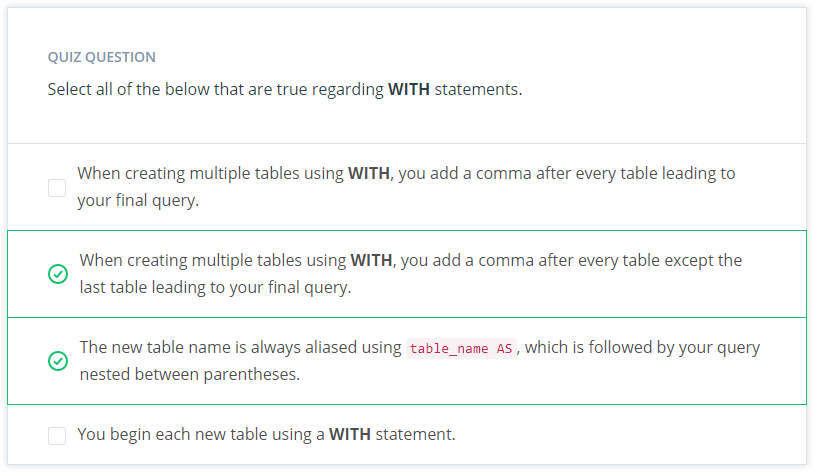 QUIZ QUESTION
Select all of the below that are true regarding WITH statements.
When creating multiple tables using WITH, you add a comma after every table leading to
your final query.
When creating multiple tables using WITH, you add a comma after every table except the
last table leading to your final query.
The new table name is always aliased using table_name AS, which is followed by your query
nested between parentheses.
You begin each new table using a WITH statement.